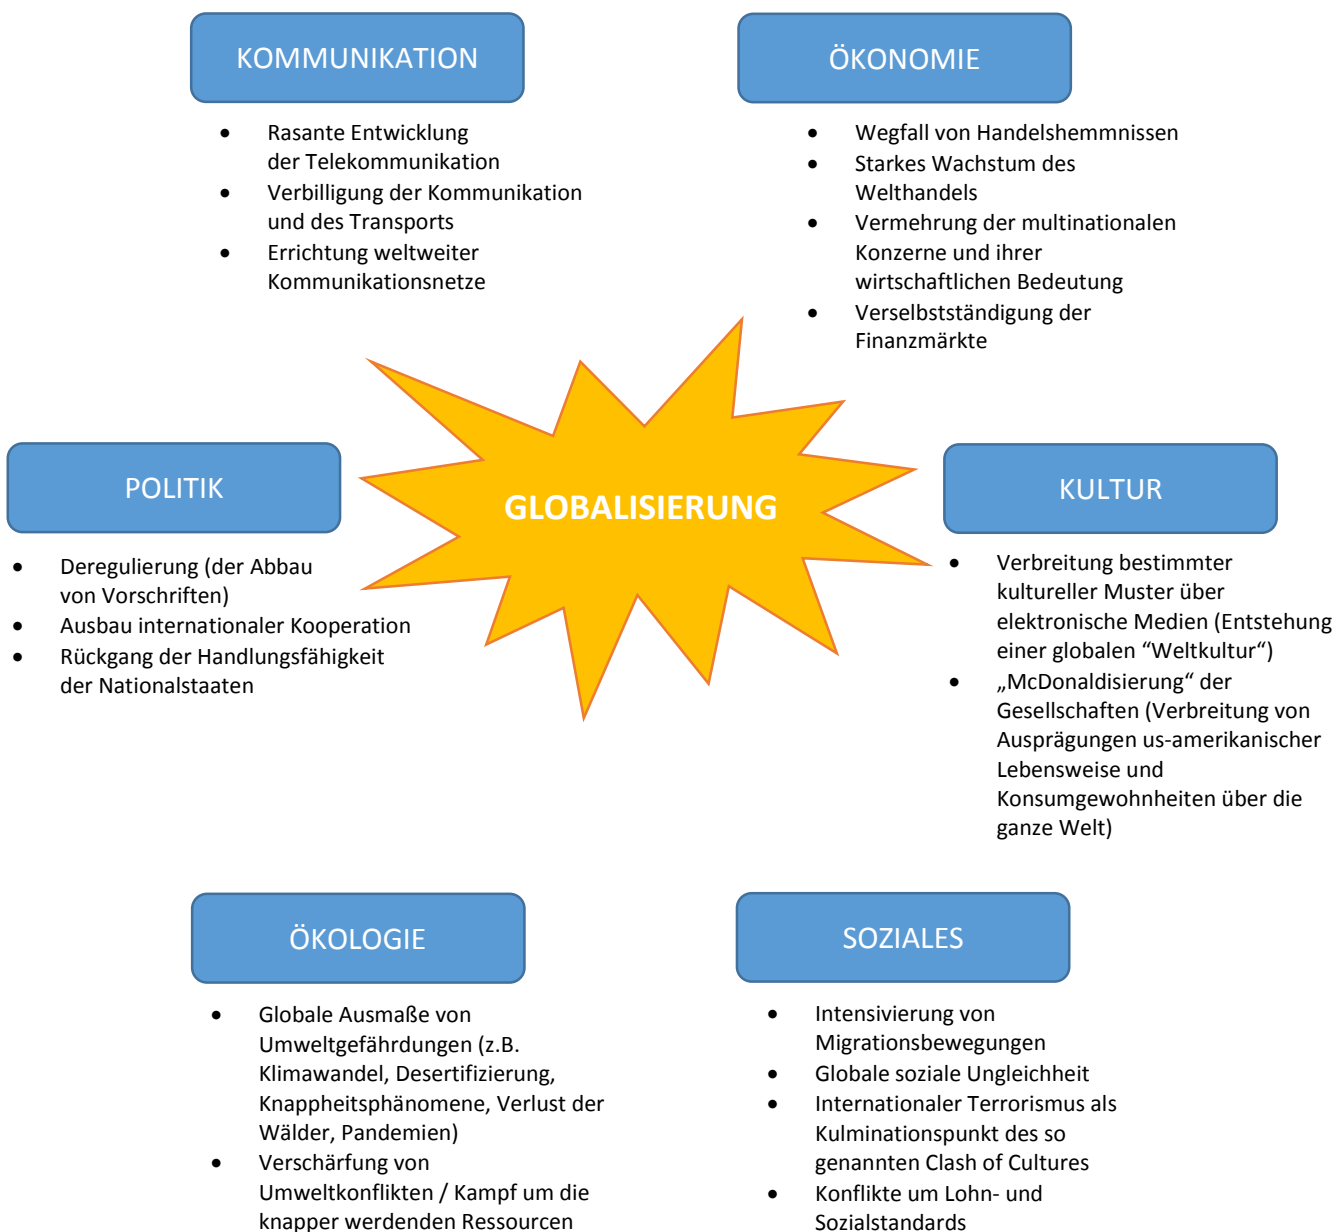 KOMMUNIKATION
• Rasante Entwicklung
der Telekommunikation
• Verbilligung der Kommunikation
und des Transports
• Errichtung weltweiter
Kommunikationsnetze
ÖKONOMIE
• Wegfall von Handelshemmnissen
• Starkes Wachstum des
Welthandels
• Vermehrung der multinationalen
Konzerne und ihrer
wirtschaftlichen Bedeutung
• Verselbstständigung der
Finanzmärkte
POLITIK
• Deregulierung (der Abbau
von Vorschriften)
• Ausbau internationaler Kooperation
• Rückgang der Handlungsfähigkeit
der Nationalstaaten
GLOBALISIERUNG
KULTUR
• Verbreitung bestimmter
kultureller Muster über
elektronische Medien (Entstehung
einer globalen “Weltkultur“)
• „McDonaldisierung“ der
Gesellschaften (Verbreitung von
Ausprägungen us-amerikanischer
Lebensweise und
Konsumgewohnheiten über die
ganze Welt)
ÖKOLOGIE
• Globale Ausmaße von
Umweltgefährdungen (z.B.
Klimawandel, Desertifizierung,
Knappheitsphänomene, Verlust der
Wälder, Pandemien)
• Verschärfung von
Umweltkonflikten / Kampf um die
knapper werdenden Ressourcen
SOZIALES
• Intensivierung von
Migrationsbewegungen
• Globale soziale Ungleichheit
• Internationaler Terrorismus als
Kulminationspunkt des so
genannten Clash of Cultures
• Konflikte um Lohn- und
Sozialstandards